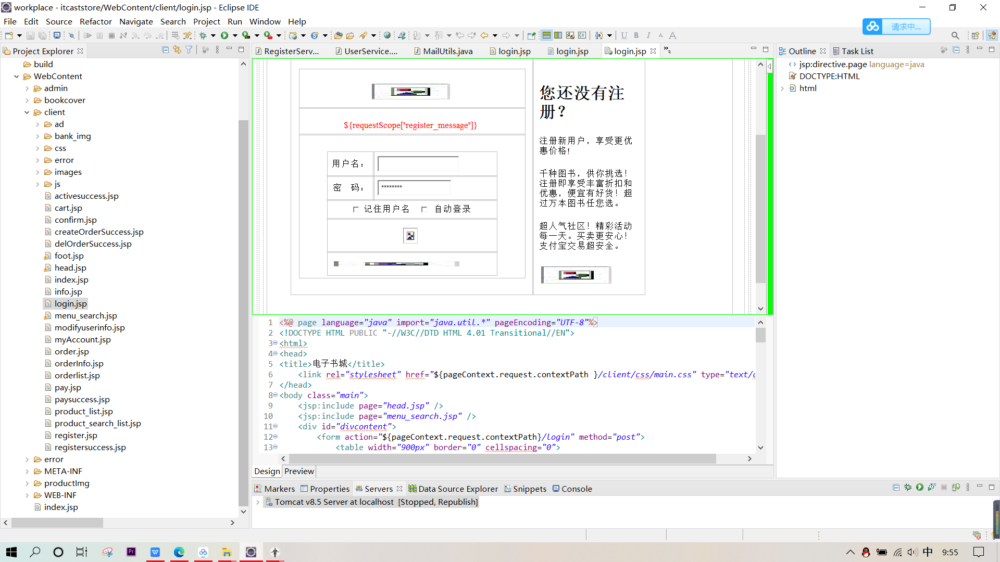 workplace - itcaststore/WebContent/client/login.jsp - Eclipse IDE
File Edit Source Refactor Navigate Search Project Run Window Help
请求中...
Project Explorer
build
WebContent
admin
bookcover
client
ad
bank_img
css
error
images
js
activesuccess.jsp
cart.jsp
confirm.jsp
createOrderSuccess.jsp
delOrderSuccess.jsp
foot.jsp
head.jsp
index.jsp
info.jsp
login.jsp
menu_search.jsp
modifyuserinfo.jsp
myAccount.jsp
order.jsp
orderInfo.jsp
orderlist.jsp
pay.jsp
paysuccess.jsp
product_list.jsp
product_search_list.jsp
register.jsp
registersuccess.jsp
error
META-INF
productImg
WEB-INF
index.jsp
RegisterServ... UserService.... MailUtils.java login.jsp login.jsp login.jsp »3
${requestScope["register_message"]}
用户名：
密 码： ********
记住用户名 自动登录
您还没有注
册？
注册新用户，享受更优
惠价格!
千种图书，供你挑选！
注册即享受丰富折扣和
优惠，便宜有好货！超
过万本图书任您选。
超人气社区！精彩活动
每一天。买卖更安心！
支付宝交易超安全。
1 <%@ page language="java" import="java.util.*" pageEncoding="UTF-8"%>
2 <!DOCTYPE HTML PUBLIC "-//W3C//DTD HTML 4.01 Transitional//EN">
3 <html>
4 <head>
5 <title>电子书城</title>
6 <link rel="stylesheet" href="${pageContext.request.contextPath }/client/css/main.css" type="text/c
7 </head>
8 <body class="main">
9 <jsp:include page="head.jsp" />
10 <jsp:include page="menu_search.jsp" />
11 <div id="divcontent">
12 <form action="${pageContext.request.contextPath}/login" method="post">
13 <table width="900px" border="0" cellspacing="0">
Design Preview
Markers Properties Servers Data Source Explorer Snippets Console
Tomcat v8.5 Server at localhost [Stopped, Republish]
Outline Task List
jsp:directive.page language=java
DOCTYPE:HTML
html
Pr
中 9:55